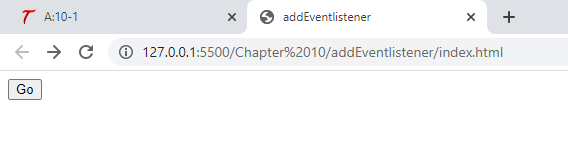 A:10-1
addEventlistener
127.0.0.1:5500/Chapter%2010/addEventlistener/index.html
Go